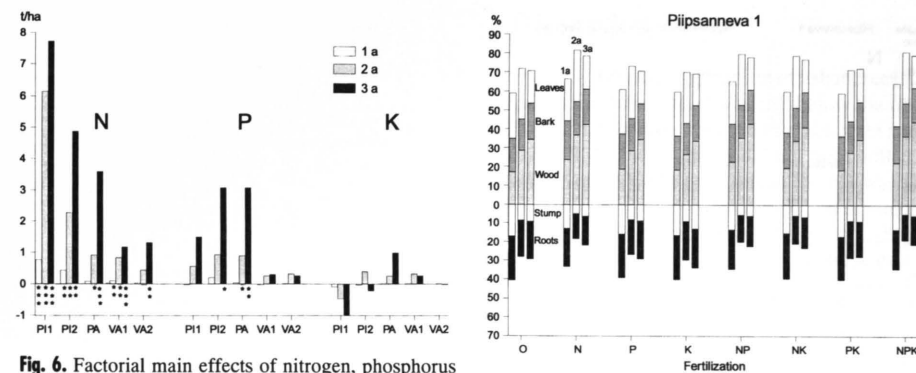 t/ha
8
7
6
5
4
3
2
1
0
-1
1 a
2 a
3 a
N
P
K
PI1 PI2 PA VA1 VA2
PI1 PI2 PA VA1 VA2
PI1 PI2 PA VA1 VA2
Fig. 6. Factorial main effects of nitrogen, phosphorus
%
Piipsanneva 1
90
80
70
60
50
40
30
20
10
0
10
20
30
40
50
60
70
1a
2a
3a
Leaves
Bark
Wood
Stump
Roots
O N P K NP NK PK NPK
Fertilization